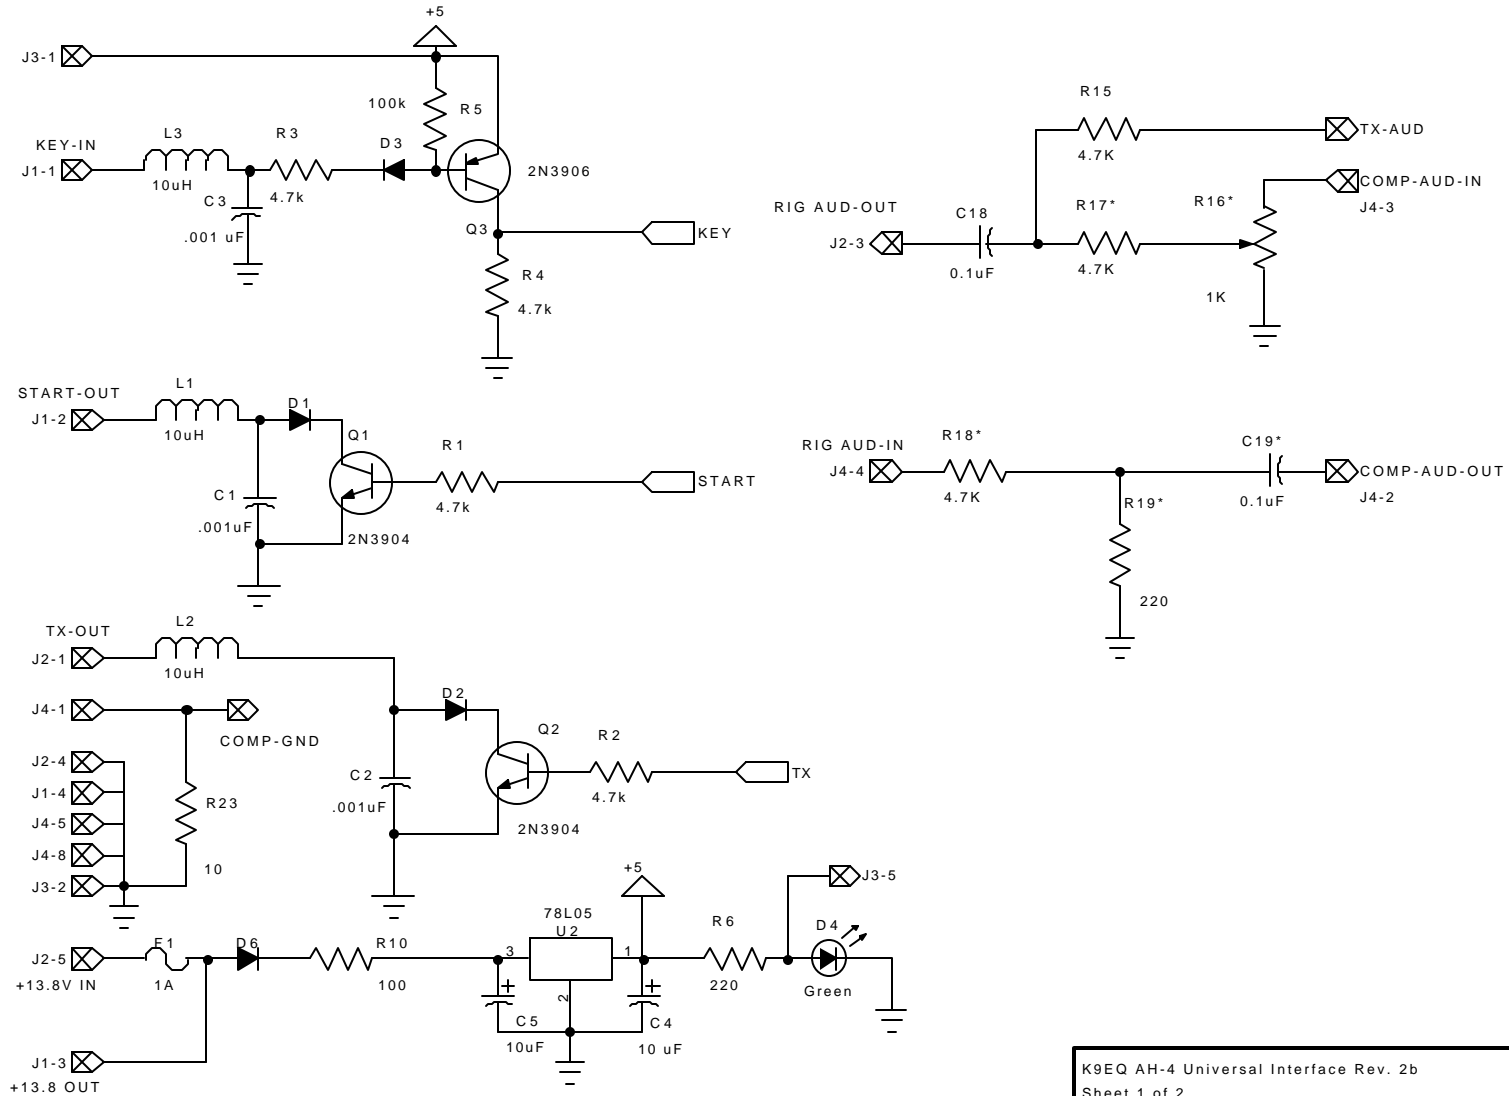 +5
J3-1
100k
R5
KEY-IN
J1-1
L3
10uH
C3
.001 uF
R3
4.7k
D3
2N3906
Q3
KEY
R4
4.7k
START-OUT
J1-2
L1
10uH
D1
Q1
C1
.001uF
2N3904
R1
4.7k
START
TX-OUT
J2-1
L2
10uH
J4-1
COMP-GND
J2-4
J1-4
J4-5
J4-8
J3-2
R23
10
D2
Q2
C2
.001uF
2N3904
R2
4.7k
TX
J2-5
+13.8V IN
F1
1A
D6
R10
100
78L05
U2
3
1
2
C5
10uF
+5
C4
10 uF
R6
220
J3-5
D4
Green
J1-3
+13.8 OUT
R15
4.7K
TX-AUD
RIG AUD-OUT
J2-3
C18
0.1uF
R17*
4.7K
R16*
1K
COMP-AUD-IN
J4-3
RIG AUD-IN
J4-4
R18*
4.7K
R19*
220
C19*
0.1uF
COMP-AUD-OUT
J4-2
K9EQ AH-4 Universal Interface Rev. 2b
Sheet 1 of 2